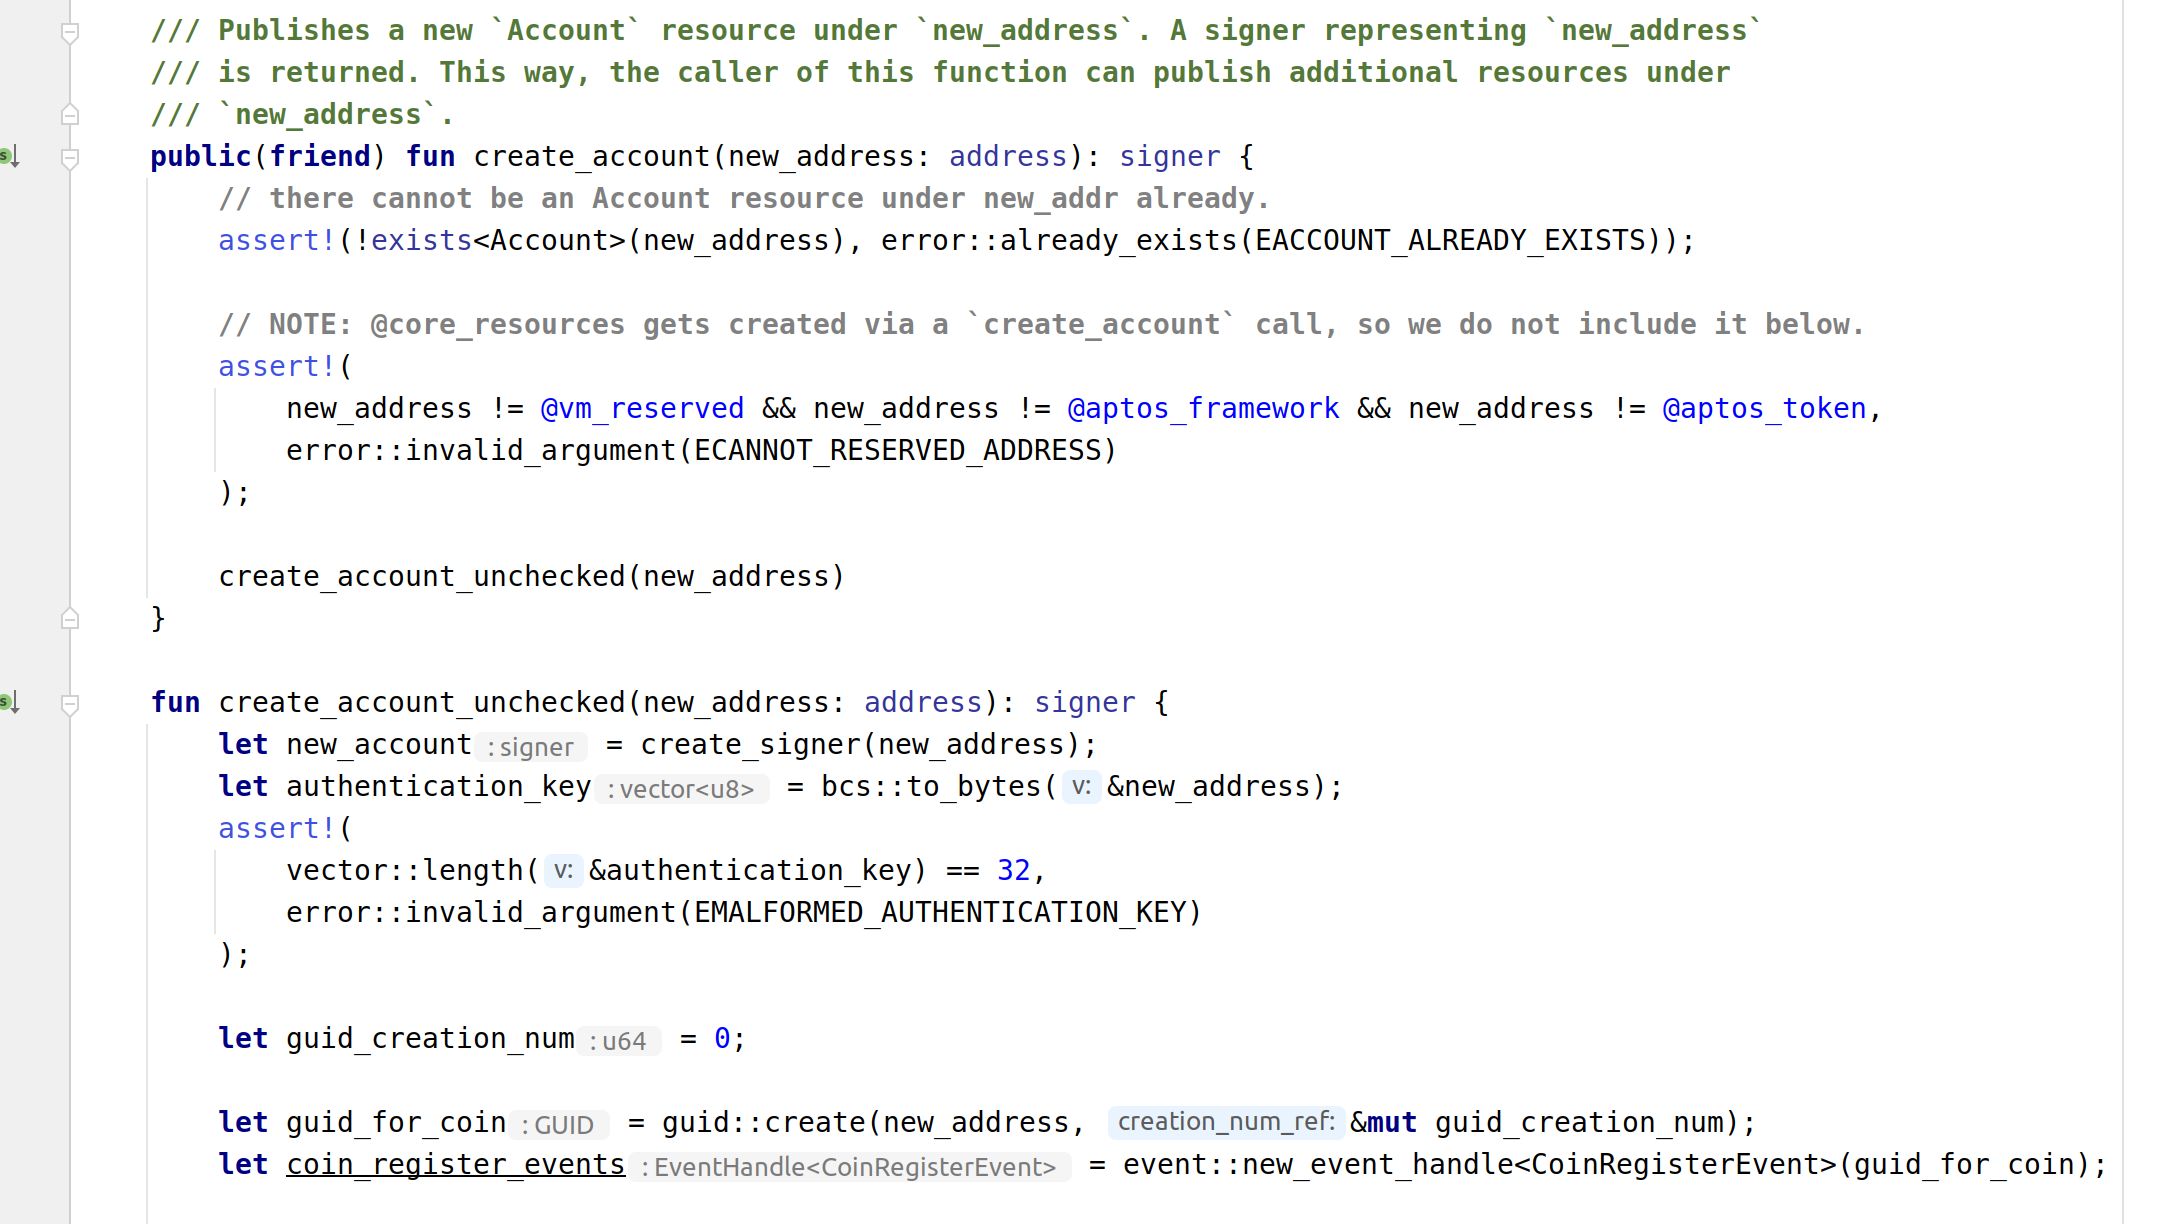 /// Publishes a new `Account` resource under `new_address`. A signer representing `new_address`
/// is returned. This way, the caller of this function can publish additional resources under
/// `new_address`.
public(friend) fun create_account(new_address: address): signer {
// there cannot be an Account resource under new_addr already.
assert!(!exists<Account>(new_address), error::already_exists(EACCOUNT_ALREADY_EXISTS));
// NOTE: @core_resources gets created via a `create_account` call, so we do not include it below.
assert!(
new_address != @vm_reserved && new_address != @aptos_framework && new_address != @aptos_token,
error::invalid_argument(ECANNOT_RESERVED_ADDRESS)
);
create_account_unchecked(new_address)
}
fun create_account_unchecked(new_address: address): signer {
let new_account : signer = create_signer(new_address);
let authentication_key : vector<u8> = bcs::to_bytes( v: &new_address);
assert!(
vector::length( v: &authentication_key) == 32,
error::invalid_argument(EMALFORMED_AUTHENTICATION_KEY)
);
let guid_creation_num : u64 = 0;
let guid_for_coin : GUID = guid::create(new_address, creation_num_ref: &mut guid_creation_num);
let coin_register_events : EventHandle<CoinRegisterEvent> = event::new_event_handle<CoinRegisterEvent>(guid_for_coin);